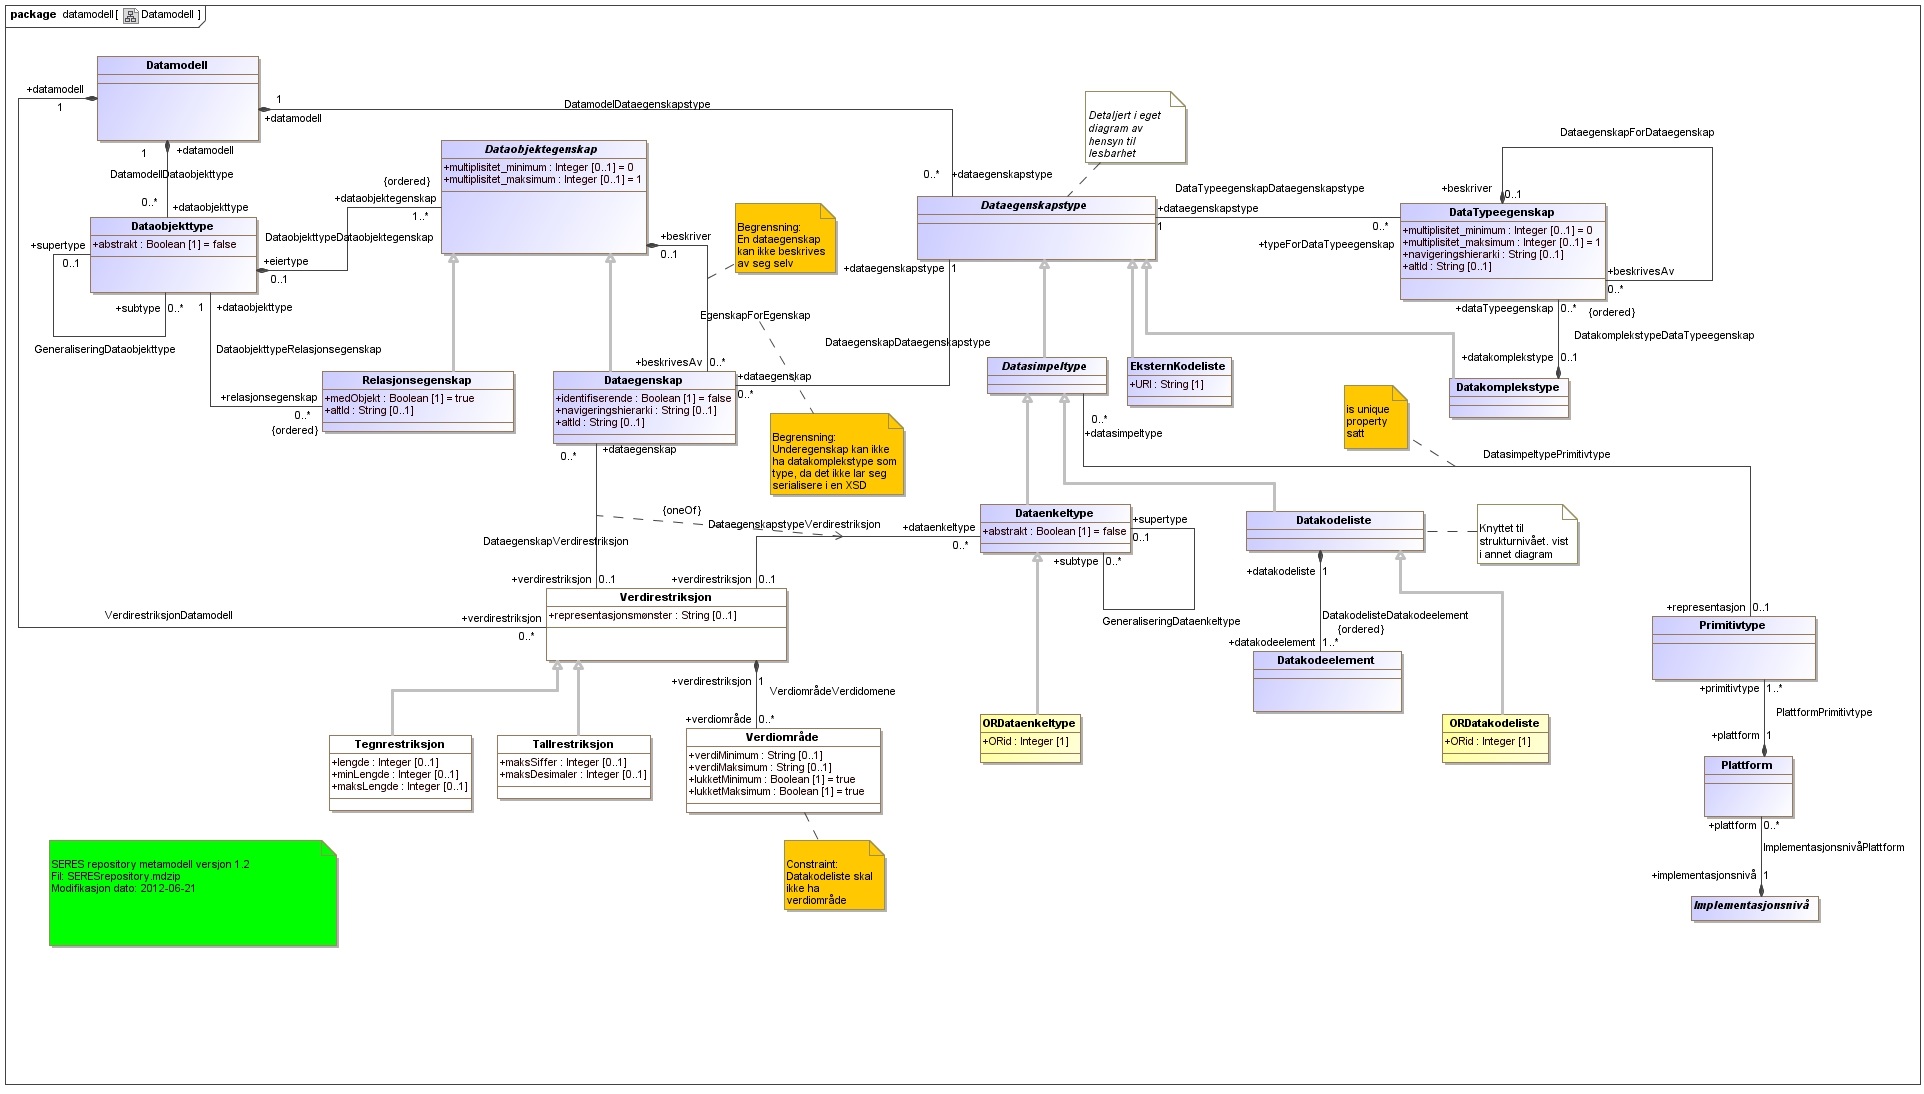 package datamodell[ Datamodell ]
Datamodell
+datamodell
1
1
+datamodell
DatamodelDataegenskapstype
1
+datamodell
DatamodellDataobjekttype
0..*
+dataobjekttype
Dataobjekttype
+abstrakt : Boolean [1] = false
+supertype
0..1
+subtype
0..*
GeneraliseringDataobjekttype
1
+dataobjekttype
DataobjekttypeRelasjonsegenskap
+relasjonsegenskap
0..*
{ordered}
{ordered}
+dataobjektegenskap
1..*
DataobjekttypeDataobjektegenskap
+eiertype
0..1
Dataobjektegenskap
+multiplisitet_minimum : Integer [0..1] = 0
+multiplisitet_maksimum : Integer [0..1] = 1
+beskriver
0..1
Begrensning:
En dataegenskap
kan ikke beskrives
av seg selv
EgenskapForEgenskap
+beskrivesAv
0..*
Relasjonsegenskap
+medObjekt : Boolean [1] = true
+altId : String [0..1]
Dataegenskap
+identifiserende : Boolean [1] = false
+navigeringshierarki : String [0..1]
+altId : String [0..1]
+dataegenskap
0..*
DataegenskapDataegenskapstype
+dataegenskapstype
1
Begrensning:
Underegenskap kan ikke
ha datakomplekstype som
type, da det ikke lar seg
serialisere i en XSD
Detaljert i eget
diagram av
hensyn til
lesbarhet
0..*
+dataegenskapstype
Dataegenskapstype
DataTypeegenskapDataegenskapstype
+dataegenskapstype
1
0..*
+typeForDataTypeegenskap
DataegenskapForDataegenskap
+beskriver
0..1
DataTypeegenskap
+multiplisitet_minimum : Integer [0..1] = 0
+multiplisitet_maksimum : Integer [0..1] = 1
+navigeringshierarki : String [0..1]
+altId : String [0..1]
+beskrivesAv
0..*
+dataTypeegenskap
0..*
{ordered}
DatakomplekstypeDataTypeegenskap
+datakomplekstype
0..1
Datakomplekstype
Datasimpeltype
EksternKodeliste
+URI : String [1]
0..*
+datasimpeltype
is unique
property
satt
DatasimpeltypePrimitivtype
+dataegenskap
0..*
{oneOf}
DataegenskapstypeVerdirestriksjon
DataegenskapVerdirestriksjon
+dataenkeltype
0..*
Dataenkeltype
+abstrakt : Boolean [1] = false
+supertype
0..1
+subtype
0..*
GeneraliseringDataenkeltype
Datakodeliste
Knyttet til
strukturnivået. vist
i annet diagram
+datakodeliste
1
DatakodelisteDatakodeelement
{ordered}
+datakodeelement
1..*
Datakodeelement
+verdirestriksjon
0..1
+verdirestriksjon
0..1
Verdirestriksjon
+representasjonsmønster : String [0..1]
VerdirestriksjonDatamodell
+verdirestriksjon
0..*
+verdirestriksjon
1
VerdiområdeVerdidomene
+verdiområde
0..*
Tegnrestriksjon
+lengde : Integer [0..1]
+minLengde : Integer [0..1]
+maksLengde : Integer [0..1]
Tallrestriksjon
+maksSiffer : Integer [0..1]
+maksDesimaler : Integer [0..1]
Verdiområde
+verdiMinimum : String [0..1]
+verdiMaksimum : String [0..1]
+lukketMinimum : Boolean [1] = true
+lukketMaksimum : Boolean [1] = true
Constraint:
Datakodeliste skal
ikke ha
verdiområde
ORDataenkeltype
+ORid : Integer [1]
ORDatakodeliste
+ORid : Integer [1]
+representasjon
0..1
Primitivtype
+primitivtype
1..*
PlattformPrimitivtype
+plattform
1
Plattform
+plattform
0..*
ImplementasjonsnivåPlattform
+implementasjonsnivå
1
Implementasjonsnivå
SERES repository metamodell versjon 1.2
Fil: SERESrepository.mdzip
Modifikasjon dato: 2012-06-21